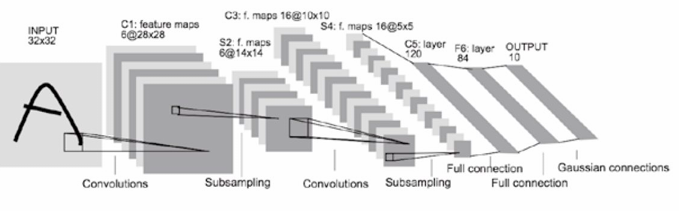 INPUT
32x32
C1: feature maps
6@28x28
S2: f. maps
6@14x14
C3: f. maps 16@10x10
S4: f. maps 16@5x5
C5: layer
120
F6: layer
84
OUTPUT
10
Convolutions
Subsampling
Convolutions
Subsampling
Full connection
Full connection
Gaussian connections